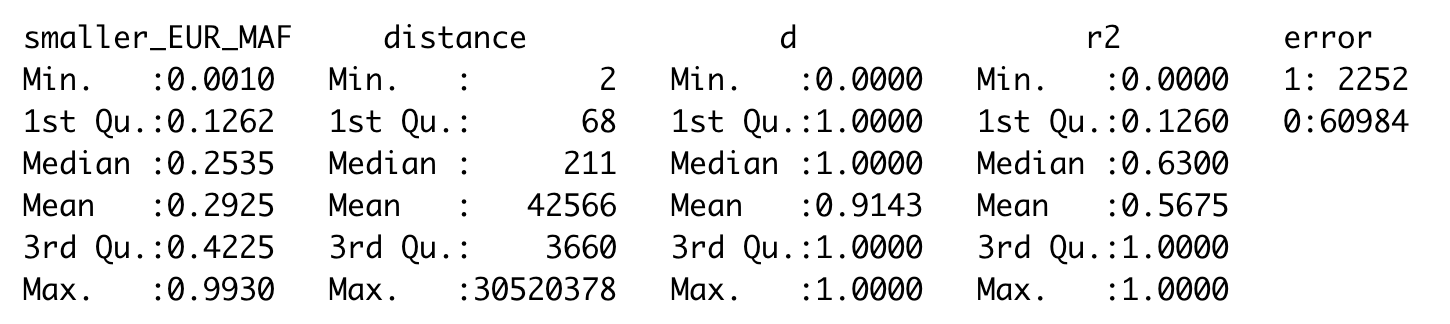 smaller_EUR_MAF distance d r2 error
Min. :0.0010 Min. : 2 Min. :0.0000 Min. :0.0000 1: 2252
1st Qu.:0.1262 1st Qu.: 68 1st Qu.:1.0000 1st Qu.:0.1260 0:60984
Median :0.2535 Median : 211 Median :1.0000 Median :0.6300
Mean :0.2925 Mean : 42566 Mean :0.9143 Mean :0.5675
3rd Qu.:0.4225 3rd Qu.: 3660 3rd Qu.:1.0000 3rd Qu.:1.0000
Max. :0.9930 Max. :30520378 Max. :1.0000 Max. :1.0000